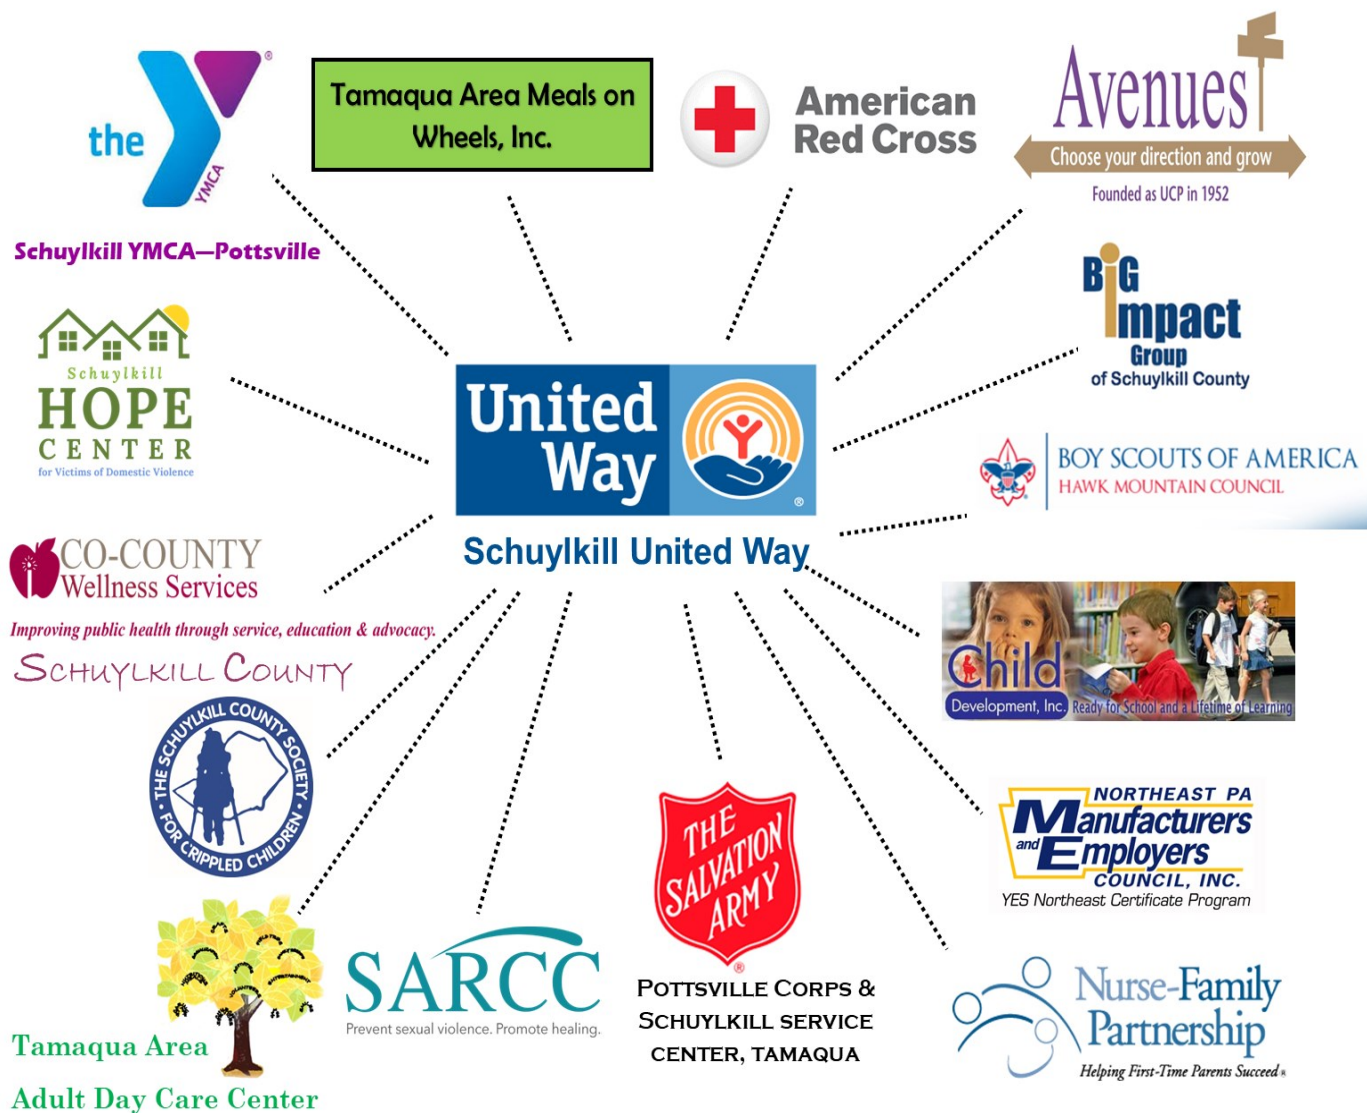 the
YMCA
®
Schuylkill YMCA—Pottsville
Tamaqua Area Meals on
Wheels, Inc.
American
Red Cross
Avenues
Choose your direction and grow
Founded as UCP in 1952
BiG
impact
Group
of Schuylkill County
Schuylkill
HOPE
CENTER
for Victims of Domestic Violence
United
Way
®
Schuylkill United Way
BOY SCOUTS OF AMERICA
HAWK MOUNTAIN COUNCIL
CO-COUNTY
Wellness Services
Improving public health through service, education & advocacy.
SCHUYLKILL COUNTY
Child
Development, Inc.
Ready for School and a Lifetime of Learning
THE SCHUYLKILL COUNTY SOCIETY
FOR CRIPPLED CHILDREN
NORTHEAST PA
Manufacturers
and Employers
COUNCIL, INC.
YES Northeast Certificate Program
THE
SALVATION
ARMY
®
POTTSVILLE CORPS &
SCHUYLKILL SERVICE
CENTER, TAMAQUA
Tamaqua Area
Adult Day Care Center
SARCC
Prevent sexual violence. Promote healing.
Nurse-Family
Partnership
Helping First-Time Parents Succeed®